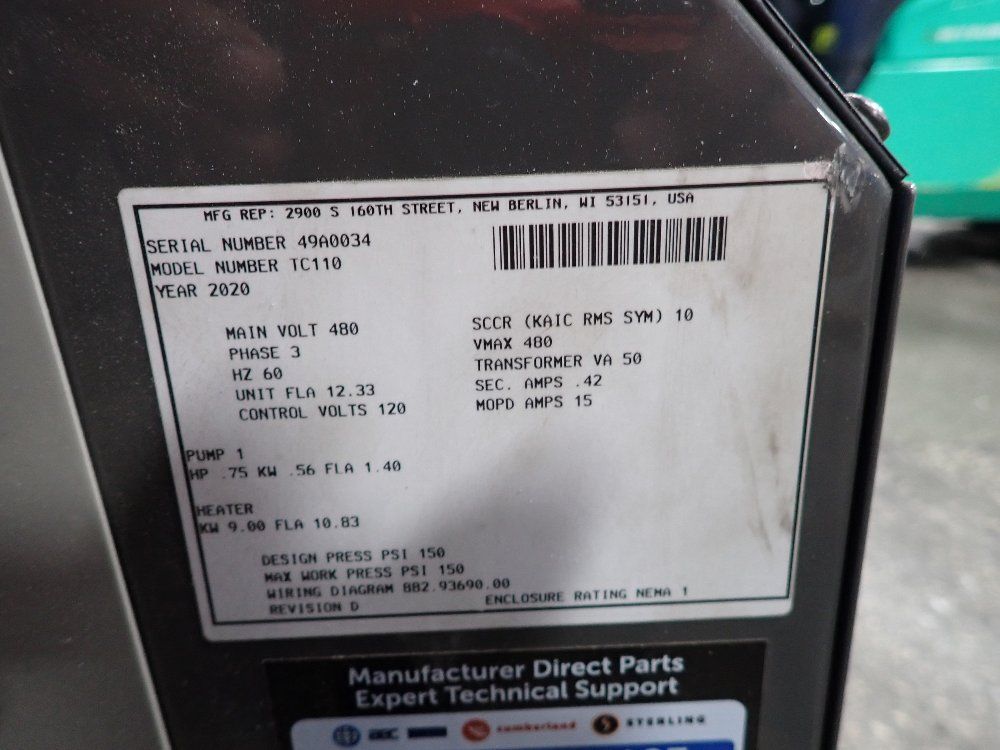 MFG REP: 2900 S 160TH STREET, NEW BERLIN, WI 53151, USA
SERIAL NUMBER 49A0034
MODEL NUMBER TC110
YEAR 2020
MAIN VOLT 480
PHASE 3
HZ 60
UNIT FLA 12.33
CONTROL VOLTS 120
SCCR (KAIC RMS SYM) 10
VMAX 480
TRANSFORMER VA 50
SEC. AMPS .42
MOPD AMPS 15
PUMP 1
HP .75 KW .56 FLA 1.40
HEATER
KW 9.00 FLA 10.83
DESIGN PRESS PSI 150
MAX WORK PRESS PSI 150
WIRING DIAGRAM 882.93690.00
REVISION D
ENCLOSURE RATING NEMA 1
Manufacturer Direct Parts
Expert Technical Support
aec cumberland STERLING